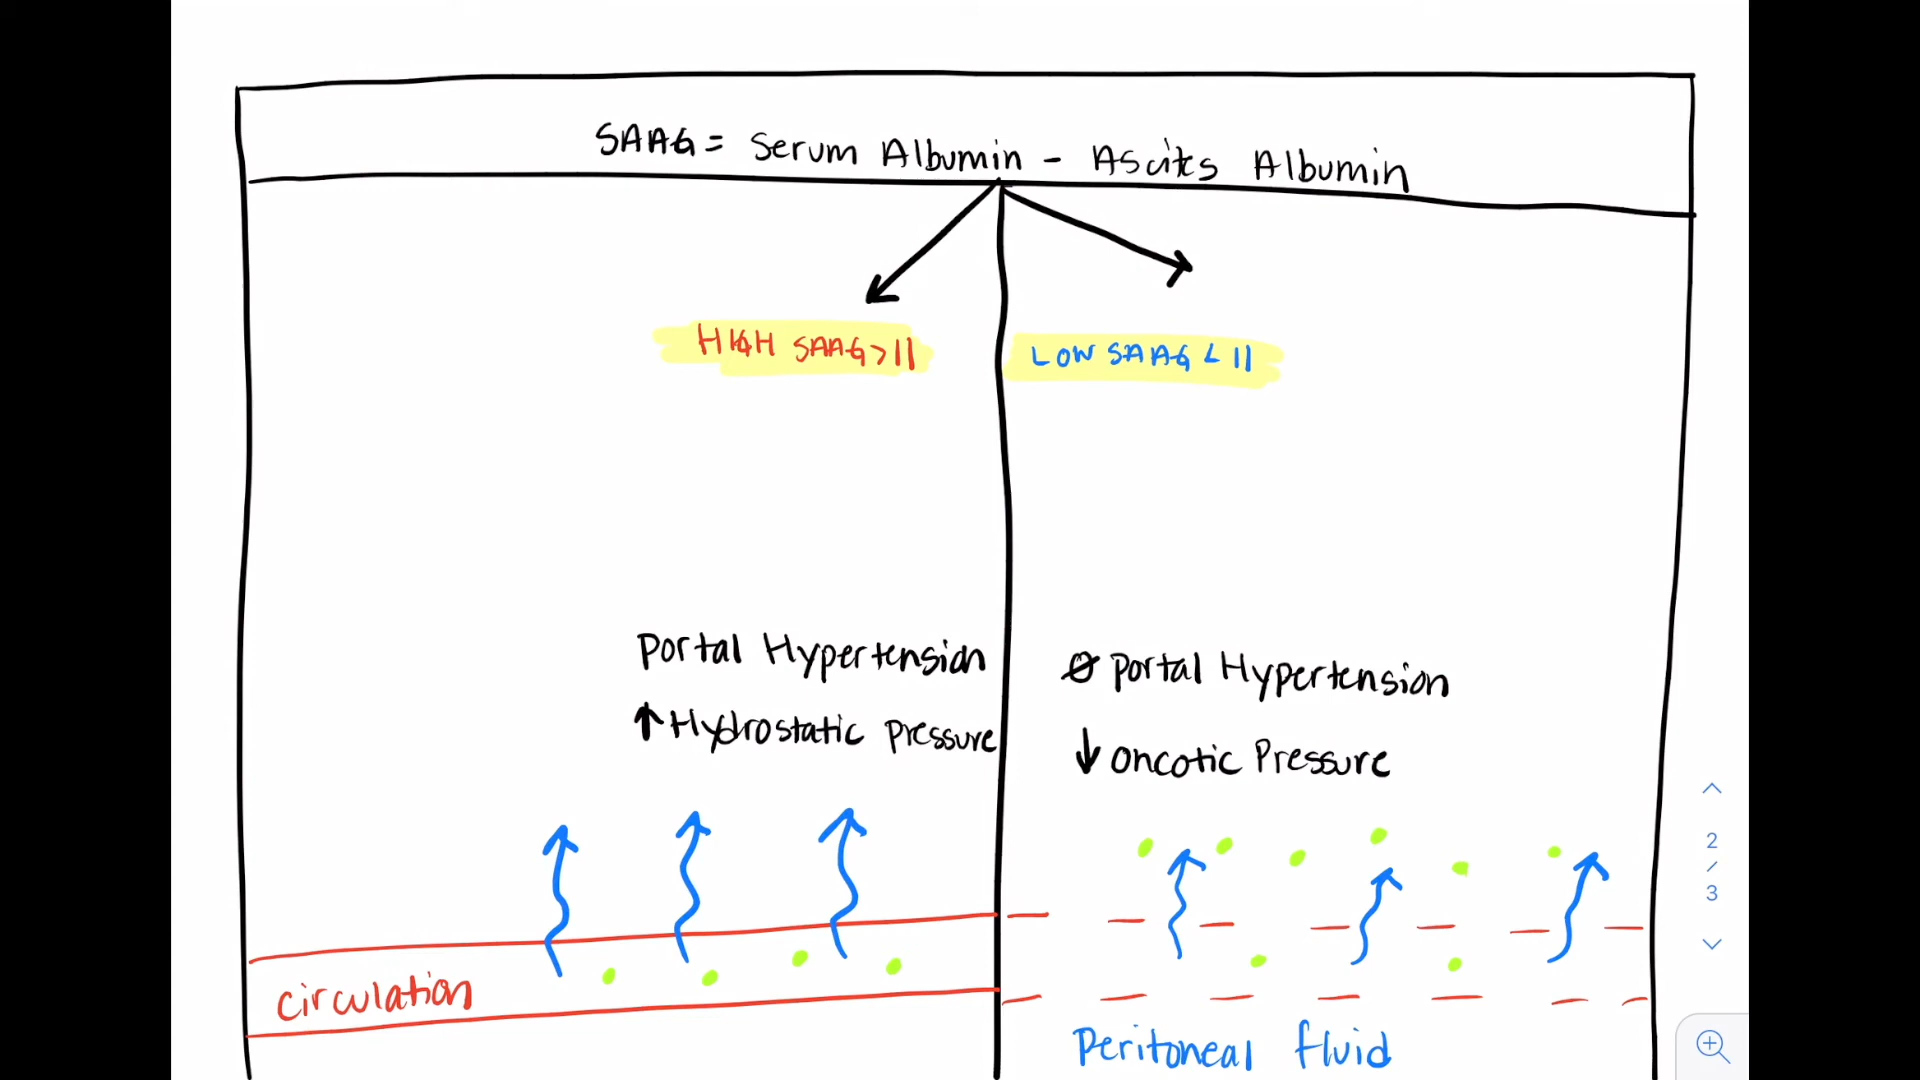 SAAG = Serum Albumin - Ascites Albumin
HIGH SAAG > 11
LOW SAAG < 11
Portal Hypertension
↑ Hydrostatic Pressure
Ø Portal Hypertension
↓ Oncotic Pressure
circulation
Peritoneal fluid
2
/
3